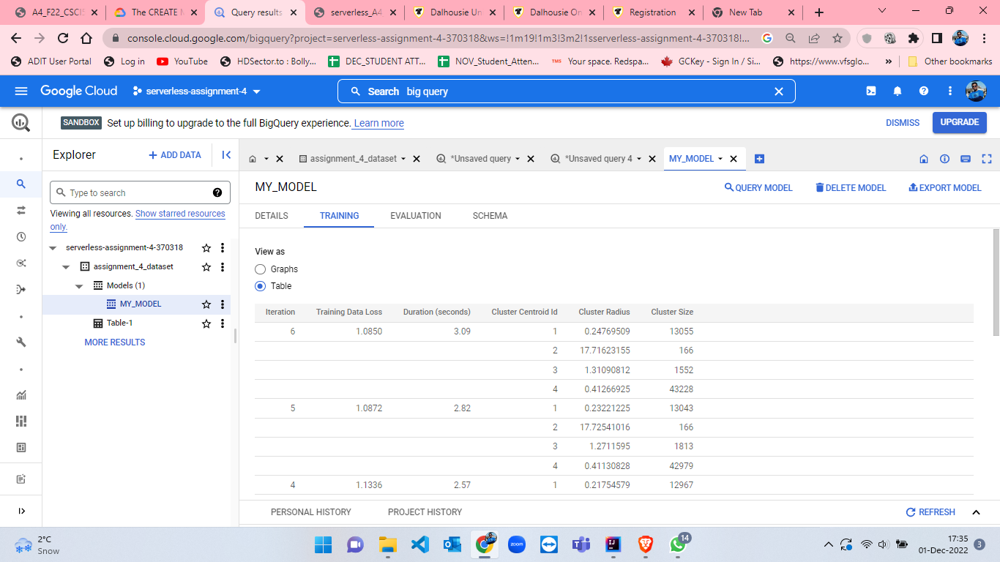 A4_F22_CSCI5
The CREATE M
Query results
serverless_A4
Dalhousie Un
Dalhousie On
Registration
New Tab
console.cloud.google.com/bigquery?project=serverless-assignment-4-370318&ws=!1m19!1m3!3m2!1sserverless-assignment-4-370318!...
ADIT User Portal
Log in
YouTube
HDSector.to : Bolly...
DEC_STUDENT ATT...
NOV_Student_Atten...
TMS Your space. Redspa...
GCKey - Sign In / Si...
https://www.vfsglo...
»
Other bookmarks
Google Cloud
serverless-assignment-4
Search big query
SANDBOX Set up billing to upgrade to the full BigQuery experience. Learn more
DISMISS
UPGRADE
Explorer
+ ADD DATA
assignment_4_dataset
*Unsaved query
*Unsaved query 4
MY_MODEL
Type to search
Viewing all resources. Show starred resources
only.
serverless-assignment-4-370318
assignment_4_dataset
Models (1)
MY_MODEL
Table-1
MORE RESULTS
MY_MODEL
QUERY MODEL
DELETE MODEL
EXPORT MODEL
DETAILS TRAINING EVALUATION SCHEMA
View as
Graphs
Table
Iteration Training Data Loss Duration (seconds) Cluster Centroid Id Cluster Radius Cluster Size
6 1.0850 3.09 1 0.24769509 13055
2 17.71623155 166
3 1.31090812 1552
4 0.41266925 43228
5 1.0872 2.82 1 0.23221225 13043
2 17.72541016 166
3 1.2711595 1813
4 0.41130828 42979
4 1.1336 2.57 1 0.21754579 12967
PERSONAL HISTORY PROJECT HISTORY
REFRESH
2°C
Snow
zoom
14
17:35
01-Dec-2022
3